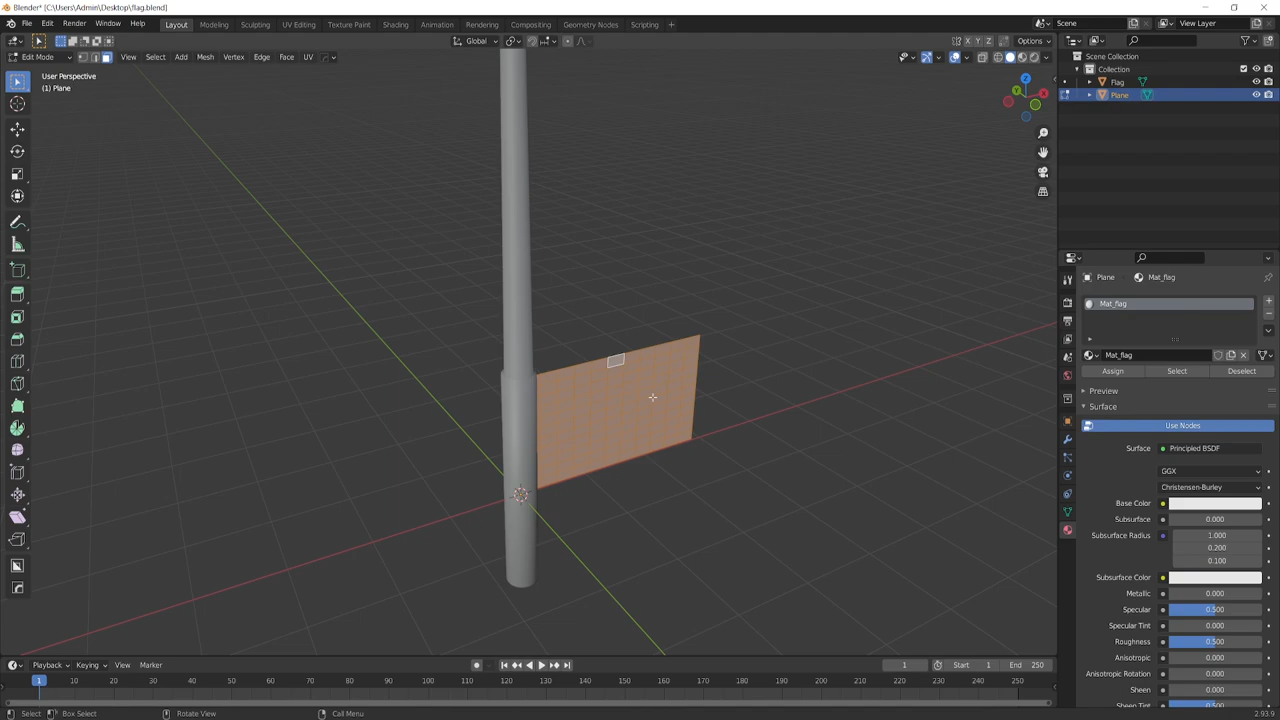 Blender* [C:\Users\Admin\Desktop\flag.blend]
File Edit Render Window Help Layout Modeling Sculpting UV Editing Texture Paint Shading Animation Rendering Compositing Geometry Nodes Scripting + Scene View Layer
Global Options
Edit Mode View Select Add Mesh Vertex Edge Face UV
X Y Z
User Perspective
(1) Plane
Z
Y
X
Scene Collection
Collection
Flag
Plane
Plane Mat_flag
Mat_flag
Mat_flag
Assign Select Deselect
Preview
Surface
Use Nodes
Surface Principled BSDF
GGX
Christensen-Burley
Base Color
Subsurface 0.000
Subsurface Radius 1.000
0.200
0.100
Subsurface Color
Metallic 0.000
Specular 0.500
Specular Tint 0.000
Roughness 0.500
Anisotropic 0.000
Anisotropic Rotation 0.000
Sheen 0.000
Sheen Tint 0.500
Playback Keying View Marker 1 Start 1 End 250
1 10 20 30 40 50 60 70 80 90 100 110 120 130 140 150 160 170 180 190 200 210 220 230 240 250
Select Box Select Rotate View Call Menu 2.93.9